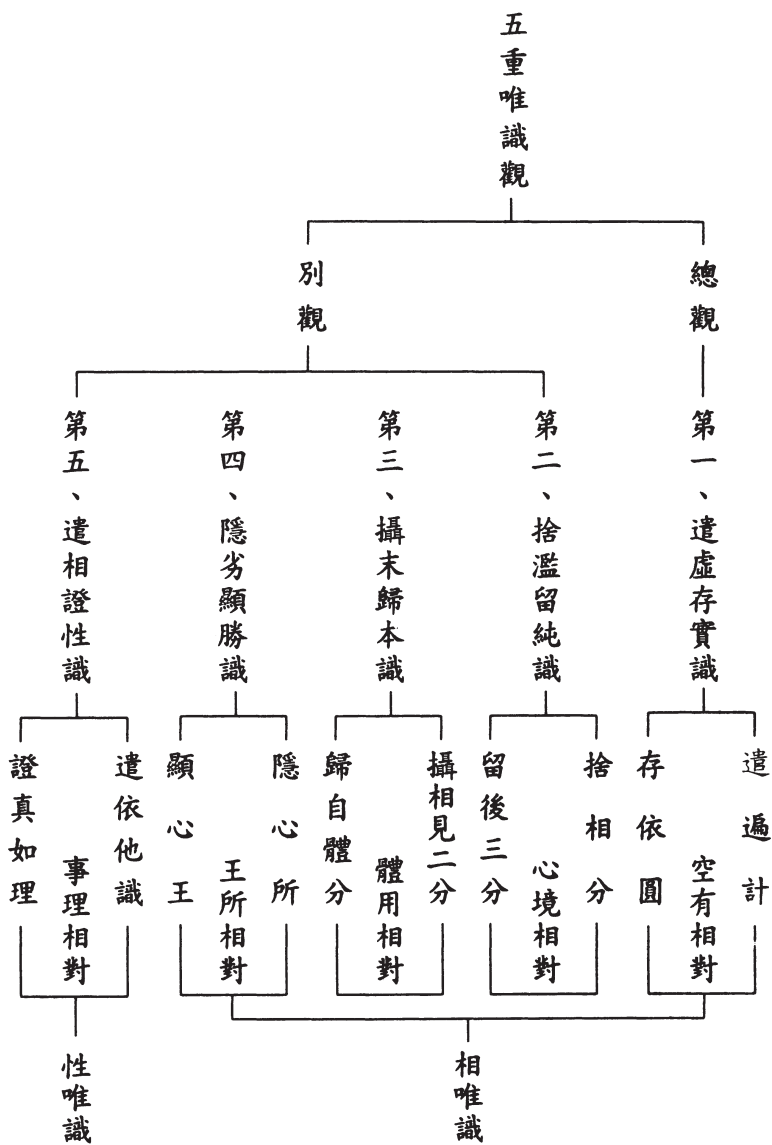 五重唯識觀
總觀
別觀
第一、遣虛存實識
第二、捨濫留純識
第三、攝末歸本識
第四、隱劣顯勝識
第五、遣相證性識
遣遍計
空有相對
存依圓
捨相分
心境相對
留後三分
攝相見二分
體用相對
歸自體分
隱心所
王所相對
顯心王
遣依他識
事理相對
證真如理
相唯識
性唯識